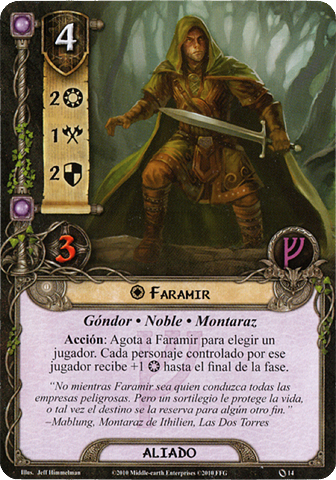 4
2
1
2
3
Faramir
Góndor • Noble • Montaraz
Acción: Agota a Faramir para elegir un
jugador. Cada personaje controlado por ese
jugador recibe +1 hasta el final de la fase.
“No mientras Faramir sea quien conduzca todas las
empresas peligrosas. Pero un sortilegio le protege la vida,
o tal vez el destino se la reserva para algún otro fin.”
–Mablung, Montaraz de Ithilien, Las Dos Torres
Illus. Jeff Himmelman
©2010 Middle-earth Enterprises ©2010 FFG
14
ALIADO